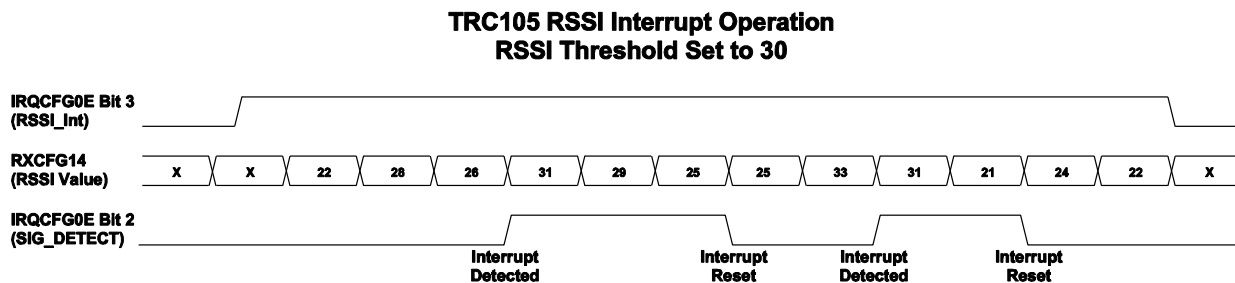 TRC105 RSSI Interrupt Operation
RSSI Threshold Set to 30
IRQCFG0E Bit 3
(RSSI_Int)
RXCFG14
(RSSI Value)
X X 22 28 26 31 29 25 25 33 31 21 24 22 X
IRQCFG0E Bit 2
(SIG_DETECT)
Interrupt Interrupt Interrupt Interrupt
Detected Reset Detected Reset